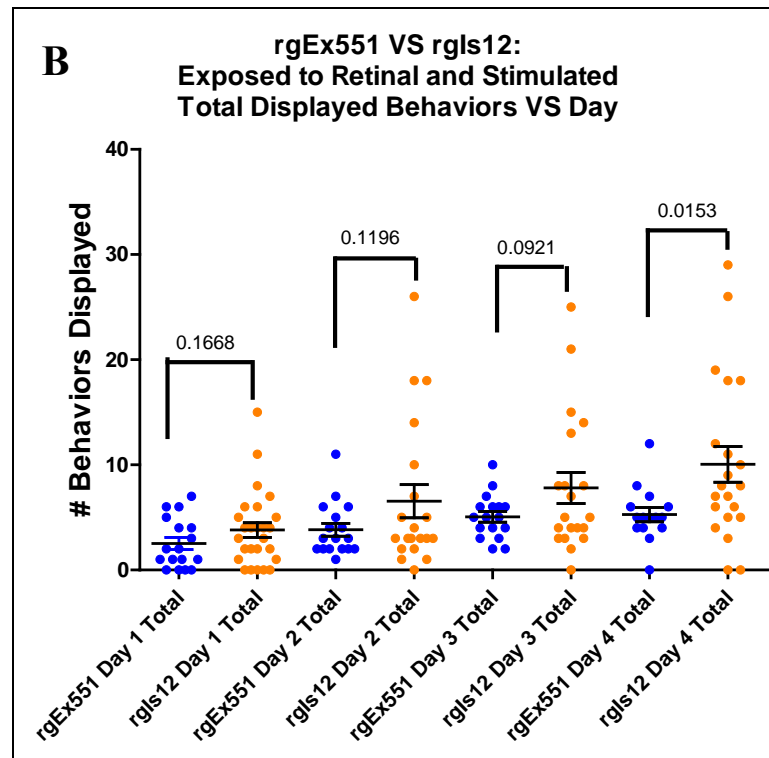 B
rgEx551 VS rgIs12:
Exposed to Retinal and Stimulated
Total Displayed Behaviors VS Day
# Behaviors Displayed
40
30
20
10
0
0.1668
0.1196
0.0921
0.0153
rgEx551 Day 1 Total
rgIs12 Day 1 Total
rgEx551 Day 2 Total
rgIs12 Day 2 Total
rgEx551 Day 3 Total
rgIs12 Day 3 Total
rgEx551 Day 4 Total
rgIs12 Day 4 Total